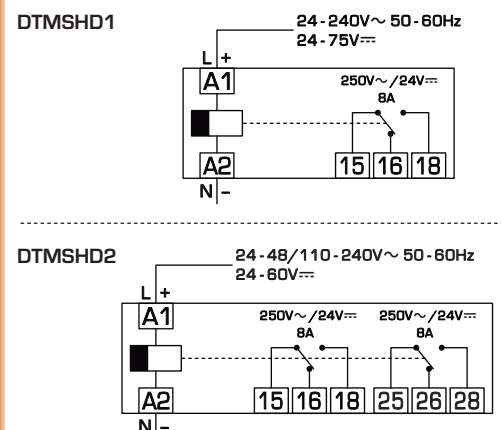 DTMSHD1
24-240V~ 50-60Hz
24-75V⎓
L +
A1
250V~/24V⎓
8A
A2
15 16 18
N -
DTMSHD2
24-48/110-240V~ 50-60Hz
24-60V⎓
L +
A1
250V~/24V⎓ 250V~/24V⎓
8A 8A
A2
15 16 18 25 26 28
N -